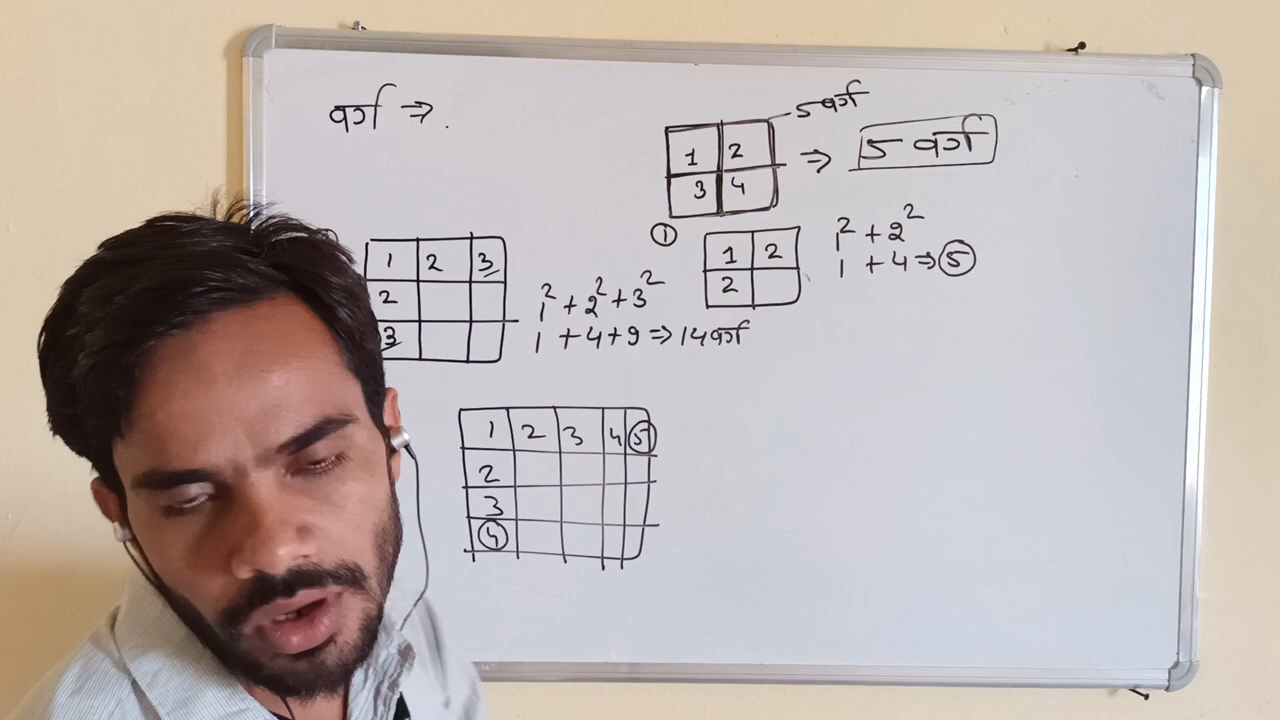 वर्ग ⇒
5 वर्ग
1 2
3 4
⇒ 5 वर्ग
①
1 2
2
1² + 2²
1 + 4 ⇒ ⑤
1 2 3
2
3
1² + 2² + 3²
1 + 4 + 9 ⇒ 14 वर्ग
1 2 3 4 ⑤
2
3
④